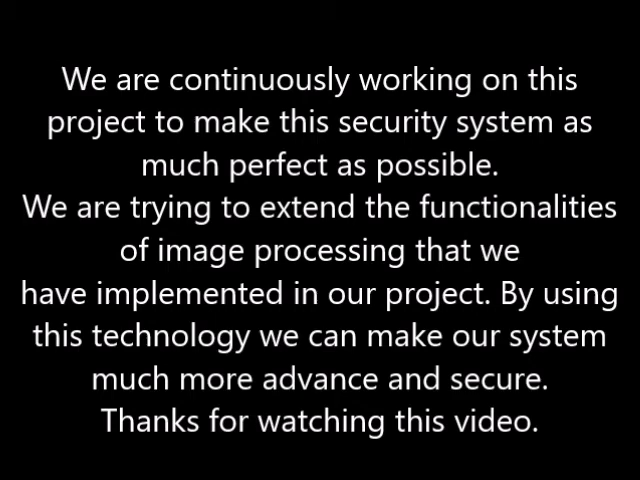 We are continuously working on this
project to make this security system as
much perfect as possible.
We are trying to extend the functionalities
of image processing that we
have implemented in our project. By using
this technology we can make our system
much more advance and secure.
Thanks for watching this video.